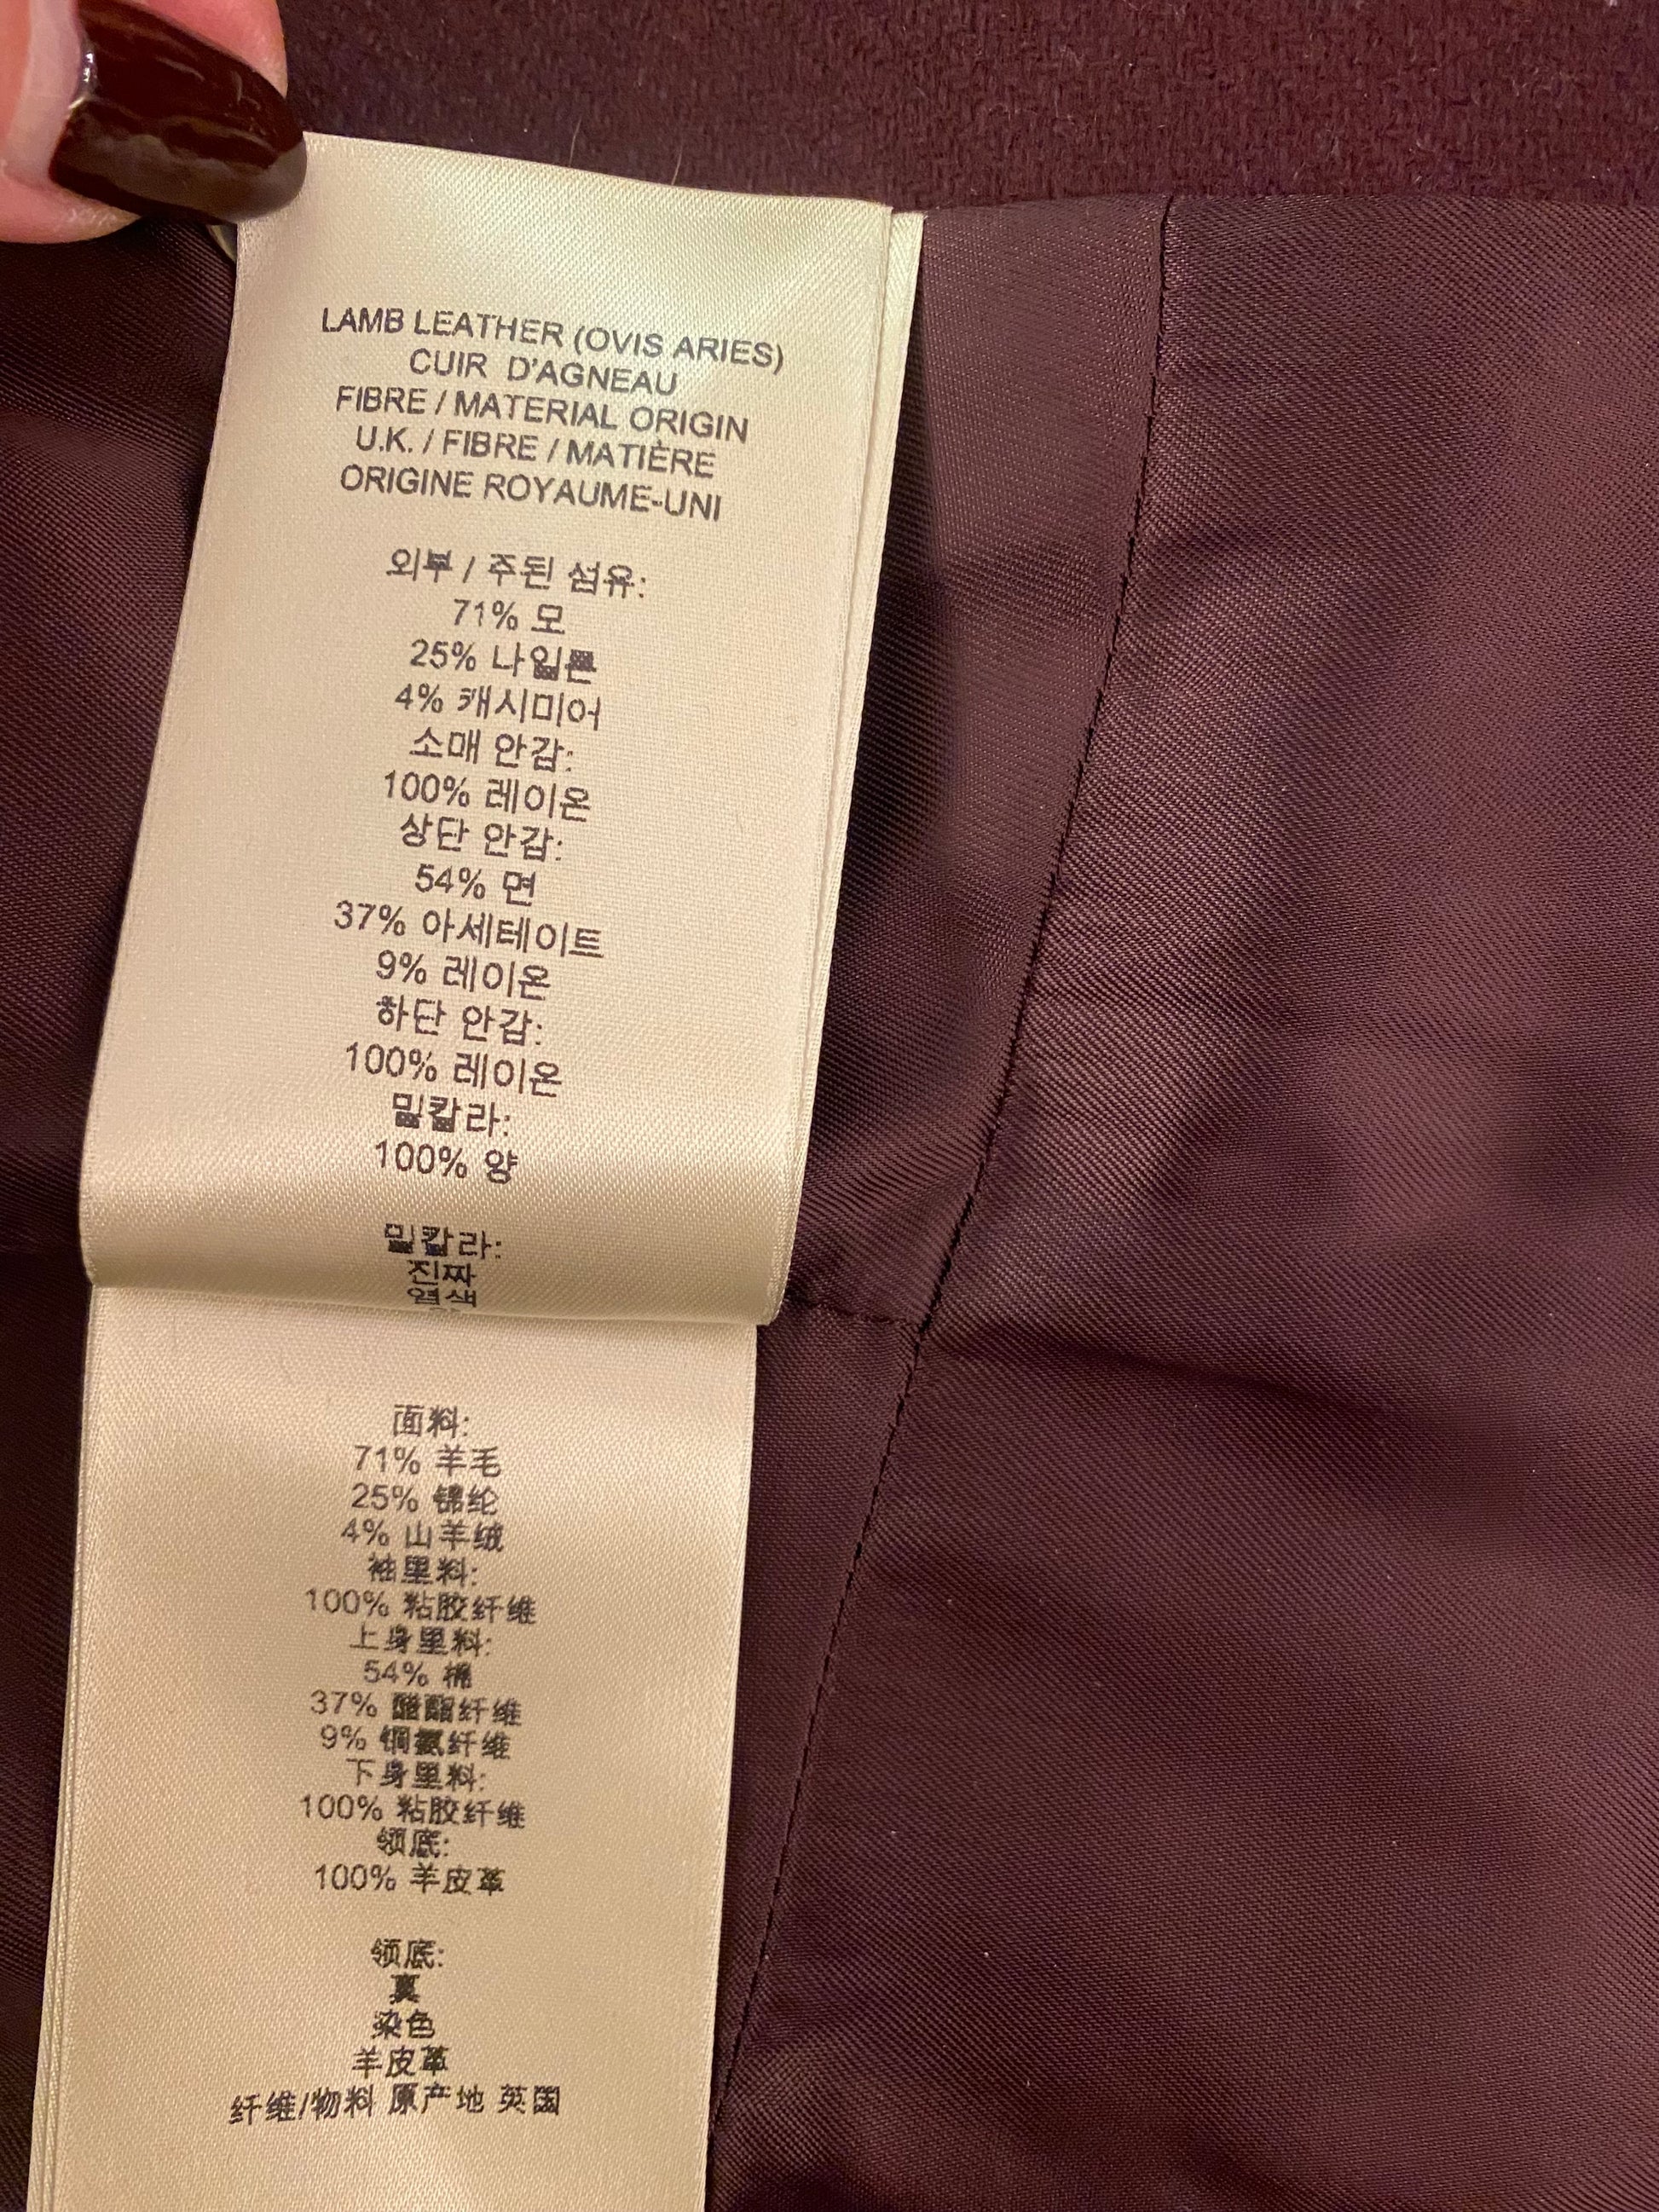 LAMB LEATHER (OVIS ARIES)
CUIR D'AGNEAU
FIBRE / MATERIAL ORIGIN
U.K. / FIBRE / MATIÈRE
ORIGINE ROYAUME-UNI
외부 / 주된 섬유:
71% 모
25% 나일론
4% 캐시미어
소매 안감:
100% 레이온
상단 안감:
54% 면
37% 아세테이트
9% 레이온
하단 안감:
100% 레이온
밑칼라:
100% 양
밑칼라:
진짜
염색
面料:
71% 羊毛
25% 锦纶
4% 山羊绒
袖里料:
100% 粘胶纤维
上身里料:
54% 棉
37% 醋酯纤维
9% 铜氨纤维
下身里料:
100% 粘胶纤维
领底:
100% 羊皮革
领底:
真
染色
羊皮革
纤维/物料 原产地 英国